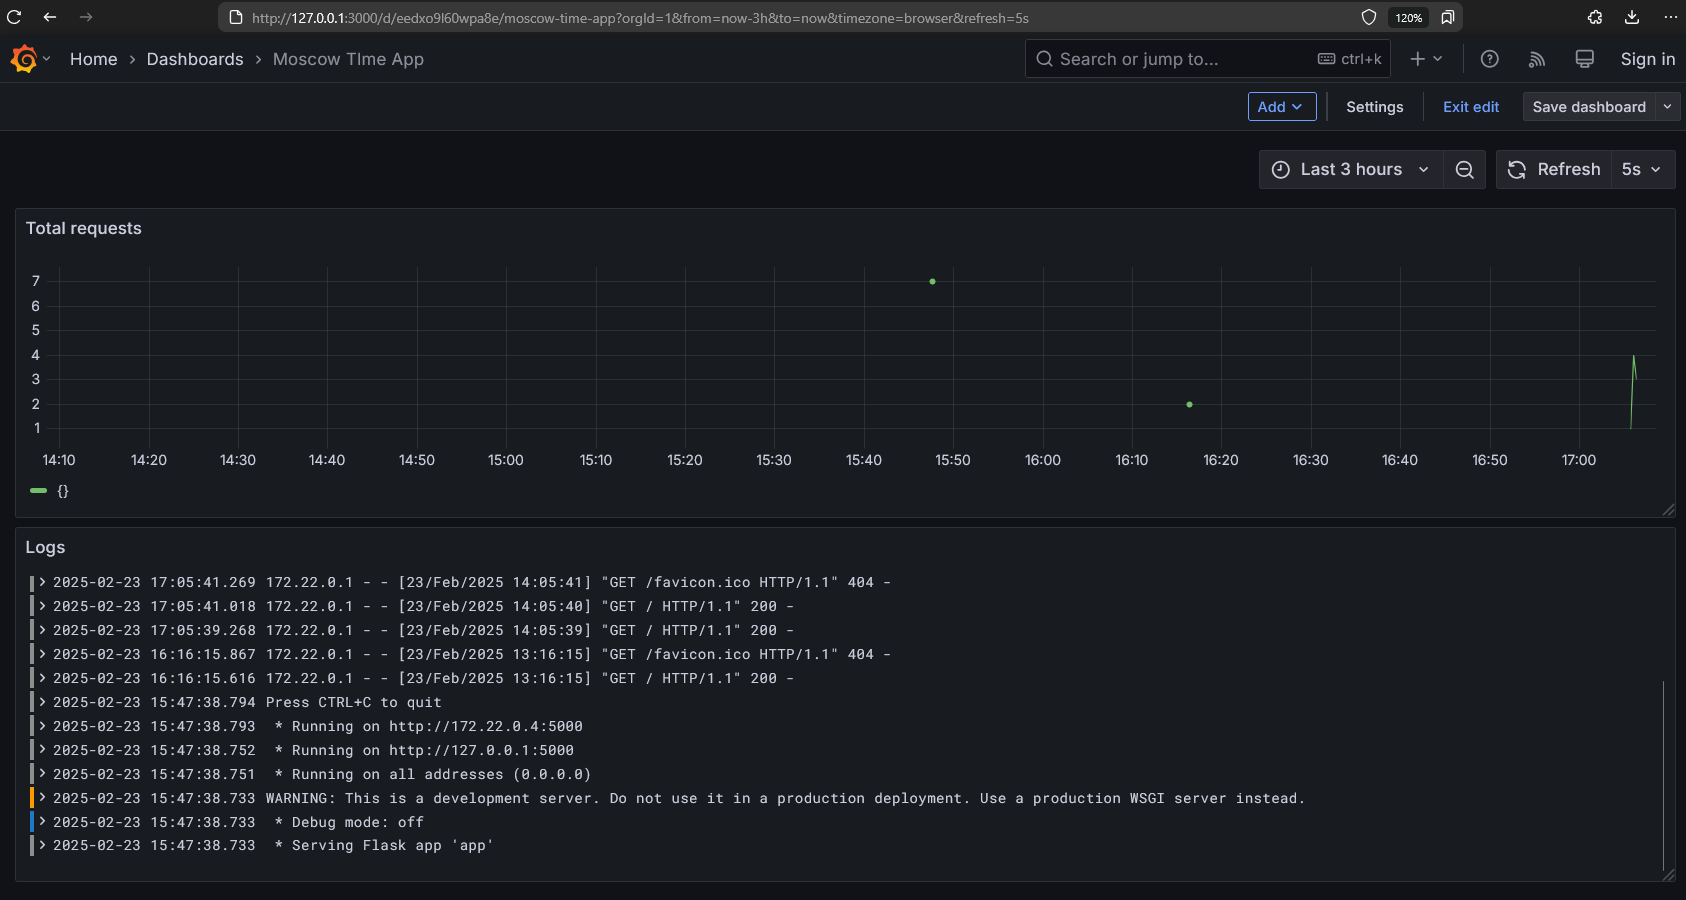 http://127.0.0.1:3000/d/eedxo9l60wpa8e/moscow-time-app?orgId=1&from=now-3h&to=now&timezone=browser&refresh=5s 120%
Home > Dashboards > Moscow TIme App Search or jump to... ctrl+k Sign in
Add Settings Exit edit Save dashboard
Last 3 hours Refresh 5s
Total requests
7
6
5
4
3
2
1
14:10 14:20 14:30 14:40 14:50 15:00 15:10 15:20 15:30 15:40 15:50 16:00 16:10 16:20 16:30 16:40 16:50 17:00
{}
Logs
> 2025-02-23 17:05:41.269 172.22.0.1 - - [23/Feb/2025 14:05:41] "GET /favicon.ico HTTP/1.1" 404 -
> 2025-02-23 17:05:41.018 172.22.0.1 - - [23/Feb/2025 14:05:40] "GET / HTTP/1.1" 200 -
> 2025-02-23 17:05:39.268 172.22.0.1 - - [23/Feb/2025 14:05:39] "GET / HTTP/1.1" 200 -
> 2025-02-23 16:16:15.867 172.22.0.1 - - [23/Feb/2025 13:16:15] "GET /favicon.ico HTTP/1.1" 404 -
> 2025-02-23 16:16:15.616 172.22.0.1 - - [23/Feb/2025 13:16:15] "GET / HTTP/1.1" 200 -
> 2025-02-23 15:47:38.794 Press CTRL+C to quit
> 2025-02-23 15:47:38.793  * Running on http://172.22.0.4:5000
> 2025-02-23 15:47:38.752  * Running on http://127.0.0.1:5000
> 2025-02-23 15:47:38.751  * Running on all addresses (0.0.0.0)
> 2025-02-23 15:47:38.733 WARNING: This is a development server. Do not use it in a production deployment. Use a production WSGI server instead.
> 2025-02-23 15:47:38.733  * Debug mode: off
> 2025-02-23 15:47:38.733  * Serving Flask app 'app'